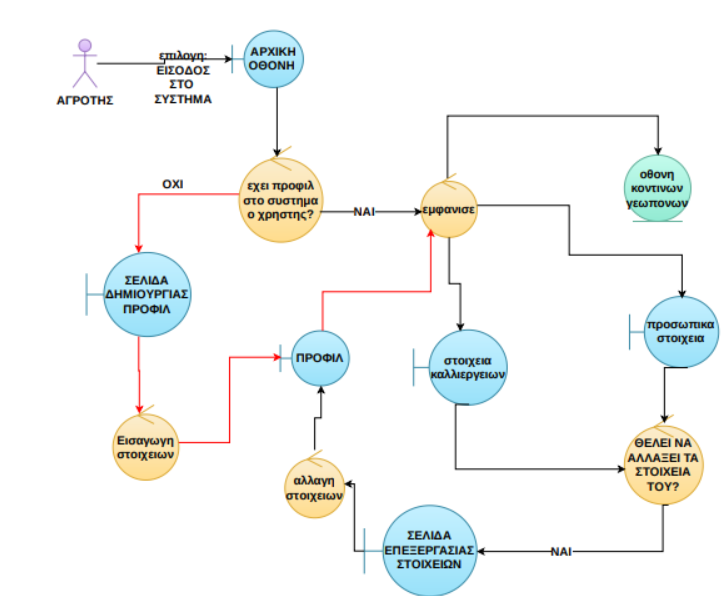 επιλογη:
ΕΙΣΟΔΟΣ
ΣΤΟ
ΣΥΣΤΗΜΑ
ΑΓΡΟΤΗΣ
ΑΡΧΙΚΗ
ΟΘΟΝΗ
εχει προφιλ
στο συστημα
ο χρηστης?
ΟΧΙ
ΝΑΙ
εμφανισε
οθονη
κοντινων
γεωπονων
ΣΕΛΙΔΑ
ΔΗΜΙΟΥΡΓΙΑΣ
ΠΡΟΦΙΛ
ΠΡΟΦΙΛ
στοιχεια
καλλιεργειων
προσωπικα
στοιχεια
Εισαγωγη
στοιχειων
αλλαγη
στοιχειων
ΘΕΛΕΙ ΝΑ
ΑΛΛΑΞΕΙ ΤΑ
ΣΤΟΙΧΕΙΑ
ΤΟΥ?
ΣΕΛΙΔΑ
ΕΠΕΞΕΡΓΑΣΙΑΣ
ΣΤΟΙΧΕΙΩΝ
ΝΑΙ